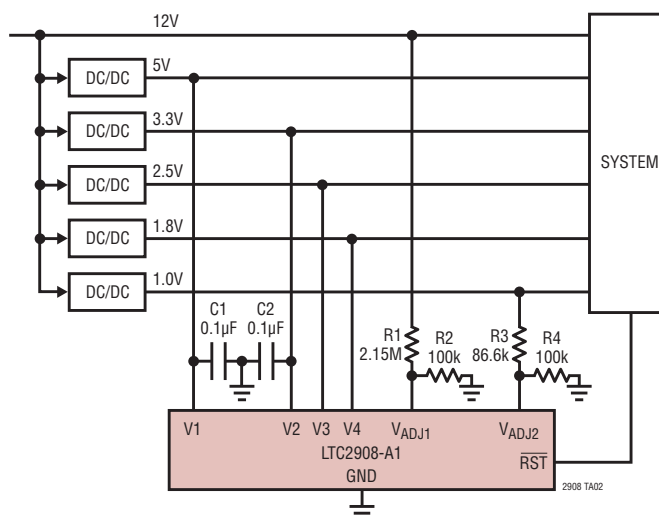 12V
DC/DC 5V
DC/DC 3.3V
DC/DC 2.5V
DC/DC 1.8V
DC/DC 1.0V
SYSTEM
C1 0.1µF
C2 0.1µF
R1 2.15M
R2 100k
R3 86.6k
R4 100k
V1 V2 V3 V4 VADJ1 VADJ2
LTC2908-A1
RST
GND
2908 TA02